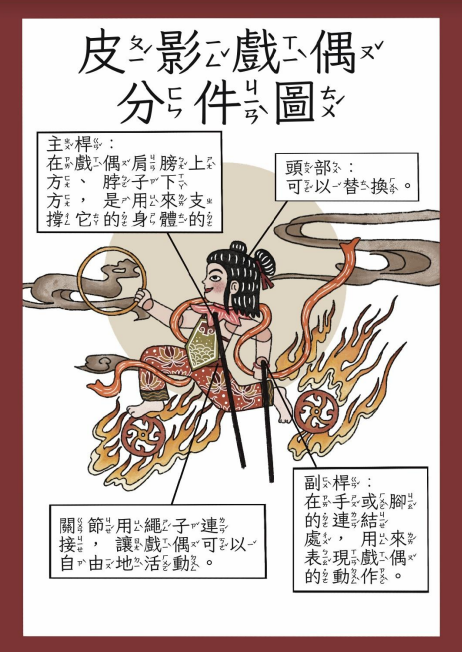 皮影戲偶
分件圖
主桿：
在戲偶肩膀上
方、脖子下
方，是用來支
撐它的身體的
頭部：
可以替換。
關節用繩子連
接，讓戲偶可以
自由地活動。
副桿：
在手或腳
的連結
處，用來
表現戲偶
的動作。